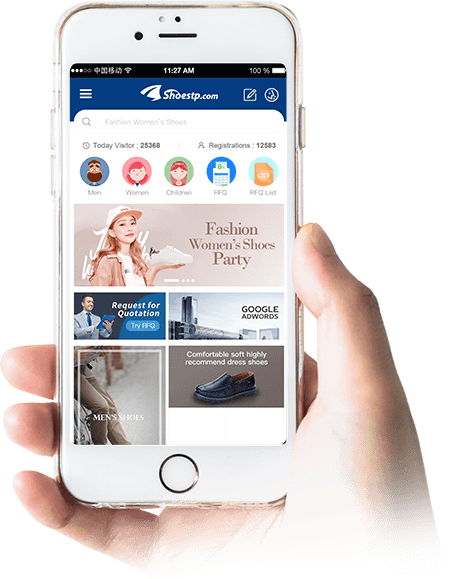 中国移动
11:27 AM
100 %
Shoestp.com
Fashion Women's Shoes
Today Visitor : 25368
Registrations : 12583
Men
Women
Children
RFQ
RFQ List
LIST
Fashion
Women's Shoes
Party
Request for
Quotation
Try RFQ
GOOGLE
ADWORDS
Comfortable soft highly
recommend dress shoes
MEN'S SHOES